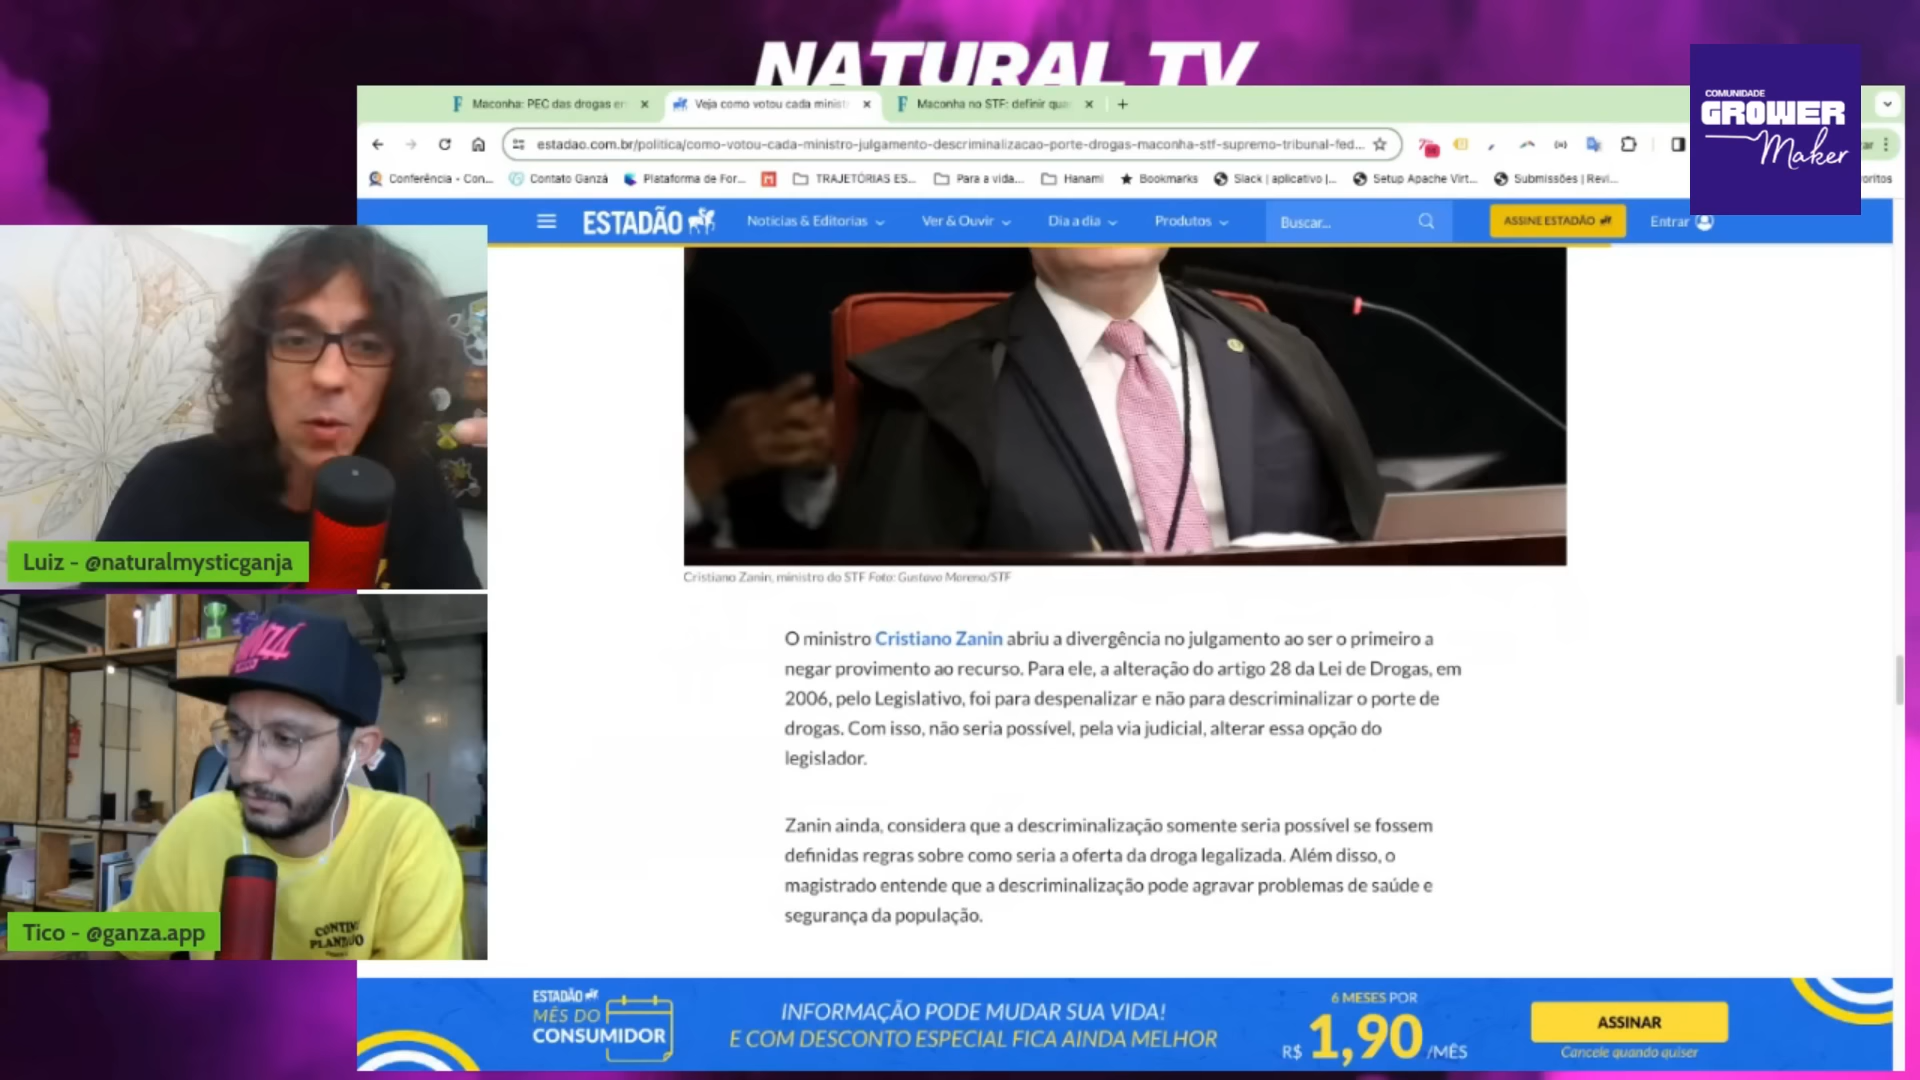 NATURAL TV
COMUNIDADE
GROWER
Maker
Maconha: PEC das drogas en
Veja como votou cada minist
Maconha no STF: definir qua
estadao.com.br/politica/como-votou-cada-ministro-julgamento-descriminalizacao-porte-drogas-maconha-stf-supremo-tribunal-fed...
Conferência - Con...
Contato Ganzá
Plataforma de For...
TRAJETÓRIAS ES...
Para a vida...
Hanami
Bookmarks
Slack | aplicativo |...
Setup Apache Virt...
Submissões | Revi...
ESTADÃO
Notícias & Editorias
Ver & Ouvir
Dia a dia
Produtos
Buscar...
ASSINE ESTADÃO
Entrar
Cristiano Zanin, ministro do STF Foto: Gustavo Moreno/STF
O ministro Cristiano Zanin abriu a divergência no julgamento ao ser o primeiro a
negar provimento ao recurso. Para ele, a alteração do artigo 28 da Lei de Drogas, em
2006, pelo Legislativo, foi para despenalizar e não para descriminalizar o porte de
drogas. Com isso, não seria possível, pela via judicial, alterar essa opção do
legislador.
Zanin ainda, considera que a descriminalização somente seria possível se fossem
definidas regras sobre como seria a oferta da droga legalizada. Além disso, o
magistrado entende que a descriminalização pode agravar problemas de saúde e
segurança da população.
Luiz - @naturalmysticganja
Tico - @ganza.app
ESTADÃO
MÊS DO
CONSUMIDOR
INFORMAÇÃO PODE MUDAR SUA VIDA!
E COM DESCONTO ESPECIAL FICA AINDA MELHOR
6 MESES POR
R$ 1,90 /MÊS
ASSINAR
Cancele quando quiser